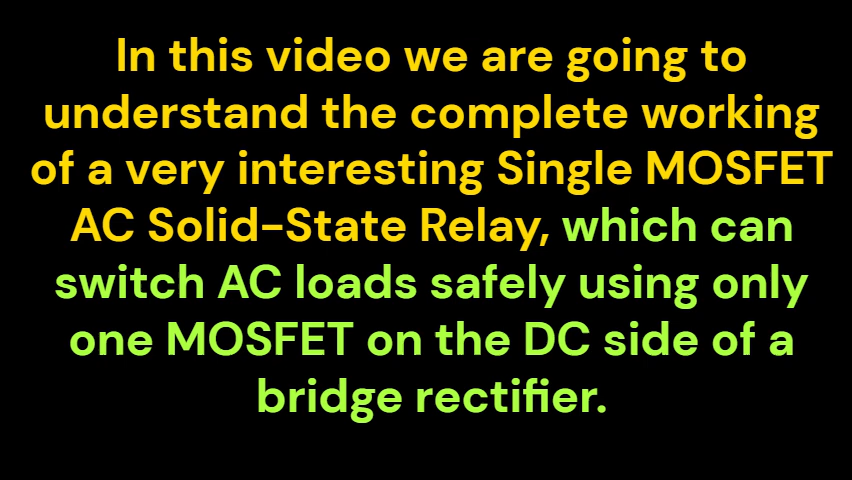 In this video we are going to
understand the complete working
of a very interesting Single MOSFET
AC Solid-State Relay, which can
switch AC loads safely using only
one MOSFET on the DC side of a
bridge rectifier.